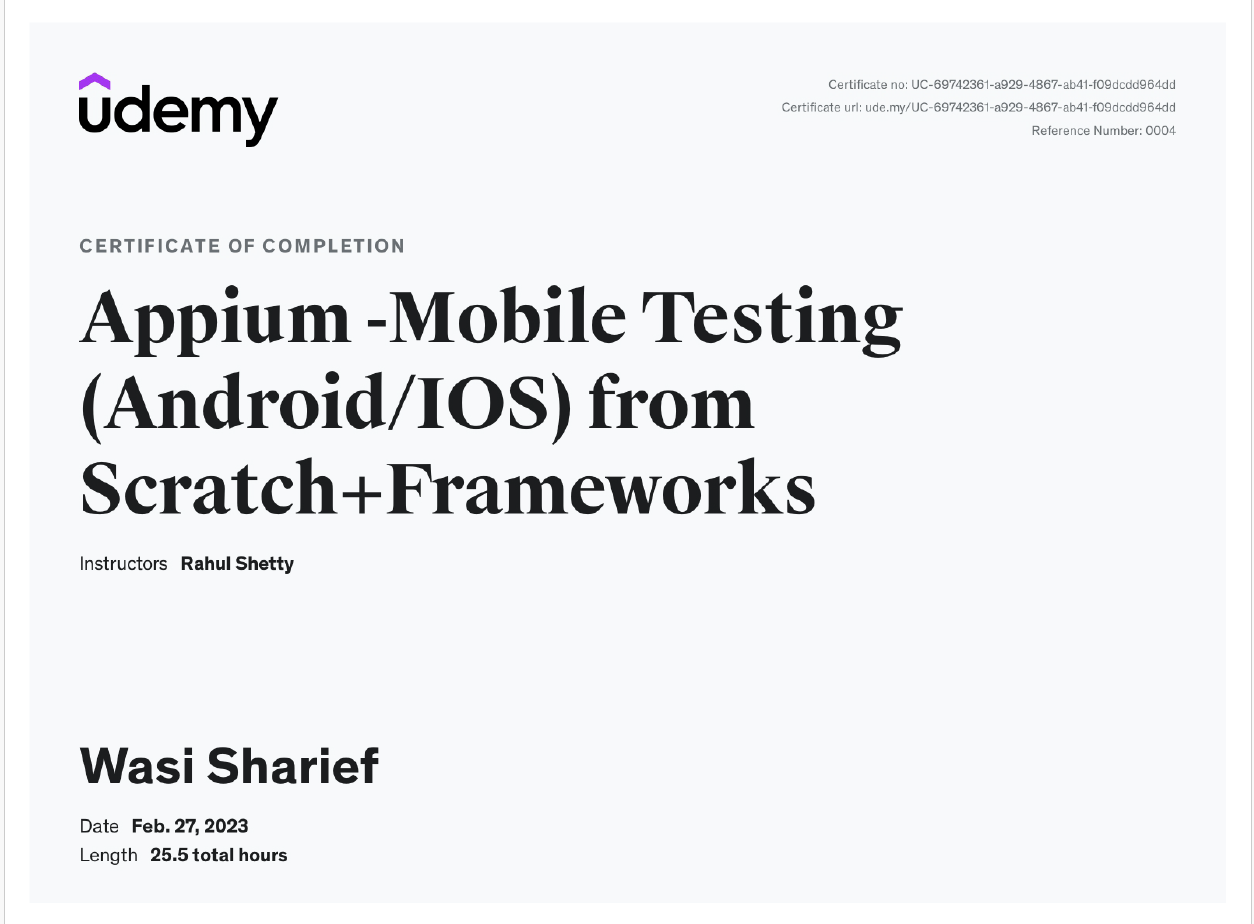 udemy
Certificate no: UC-69742361-a929-4867-ab41-f09dcdd964dd
Certificate url: ude.my/UC-69742361-a929-4867-ab41-f09dcdd964dd
Reference Number: 0004
CERTIFICATE OF COMPLETION
Appium -Mobile Testing
(Android/IOS) from
Scratch+Frameworks
Instructors Rahul Shetty
Wasi Sharief
Date Feb. 27, 2023
Length 25.5 total hours